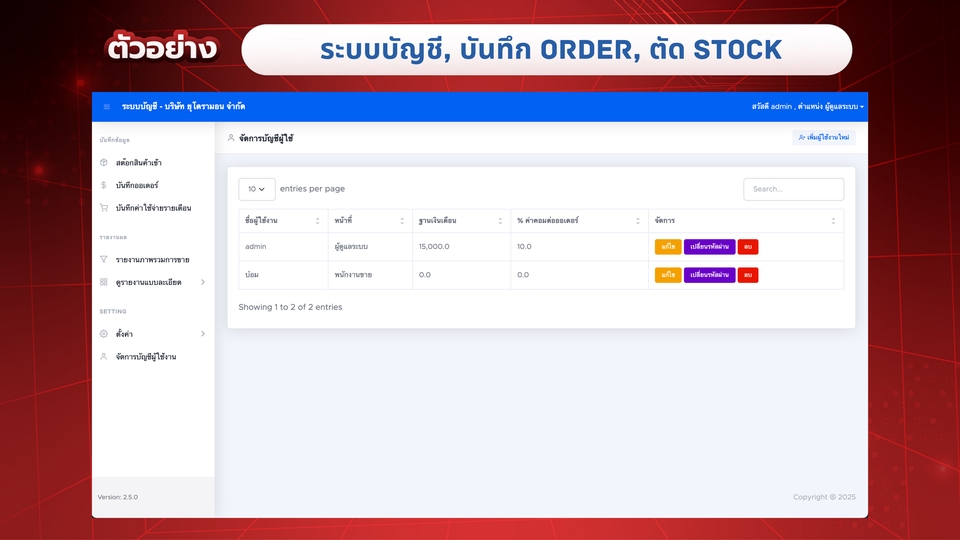 ตัวอย่าง
ระบบบัญชี, บันทึก ORDER, ตัด STOCK
ระบบบัญชี - บริษัท ฮุโดรามอน จำกัด
สวัสดี admin , ตำแหน่ง ผู้ดูแลระบบ
บันทึกข้อมูล
สต๊อกสินค้าเข้า
บันทึกออเดอร์
บันทึกค่าใช้จ่ายรายเดือน
รายงานผล
รายงานภาพรวมการขาย
ดูรายงานแบบละเอียด
SETTING
ตั้งค่า
จัดการบัญชีผู้ใช้งาน
Version: 2.5.0
จัดการบัญชีผู้ใช้
เพิ่มผู้ใช้งานใหม่
10 entries per page
Search...
ชื่อผู้ใช้งาน หน้าที่ ฐานเงินเดือน % ค่าคอมต่อออเดอร์ จัดการ
admin ผู้ดูแลระบบ 15,000.0 10.0 แก้ไข เปลี่ยนรหัสผ่าน ลบ
ป๋อม พนักงานขาย 0.0 0.0 แก้ไข เปลี่ยนรหัสผ่าน ลบ
Showing 1 to 2 of 2 entries
Copyright © 2025